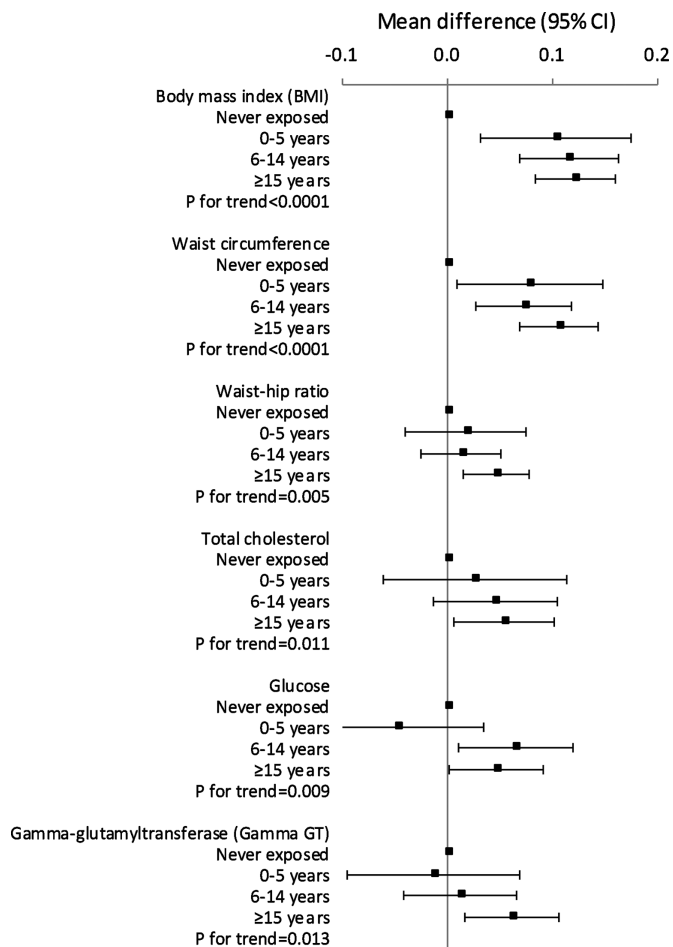 Mean difference (95% CI)
-0.1 0.0 0.1 0.2
Body mass index (BMI)
Never exposed
0-5 years
6-14 years
≥15 years
P for trend<0.0001
Waist circumference
Never exposed
0-5 years
6-14 years
≥15 years
P for trend<0.0001
Waist-hip ratio
Never exposed
0-5 years
6-14 years
≥15 years
P for trend=0.005
Total cholesterol
Never exposed
0-5 years
6-14 years
≥15 years
P for trend=0.011
Glucose
Never exposed
0-5 years
6-14 years
≥15 years
P for trend=0.009
Gamma-glutamyltransferase (Gamma GT)
Never exposed
0-5 years
6-14 years
≥15 years
P for trend=0.013